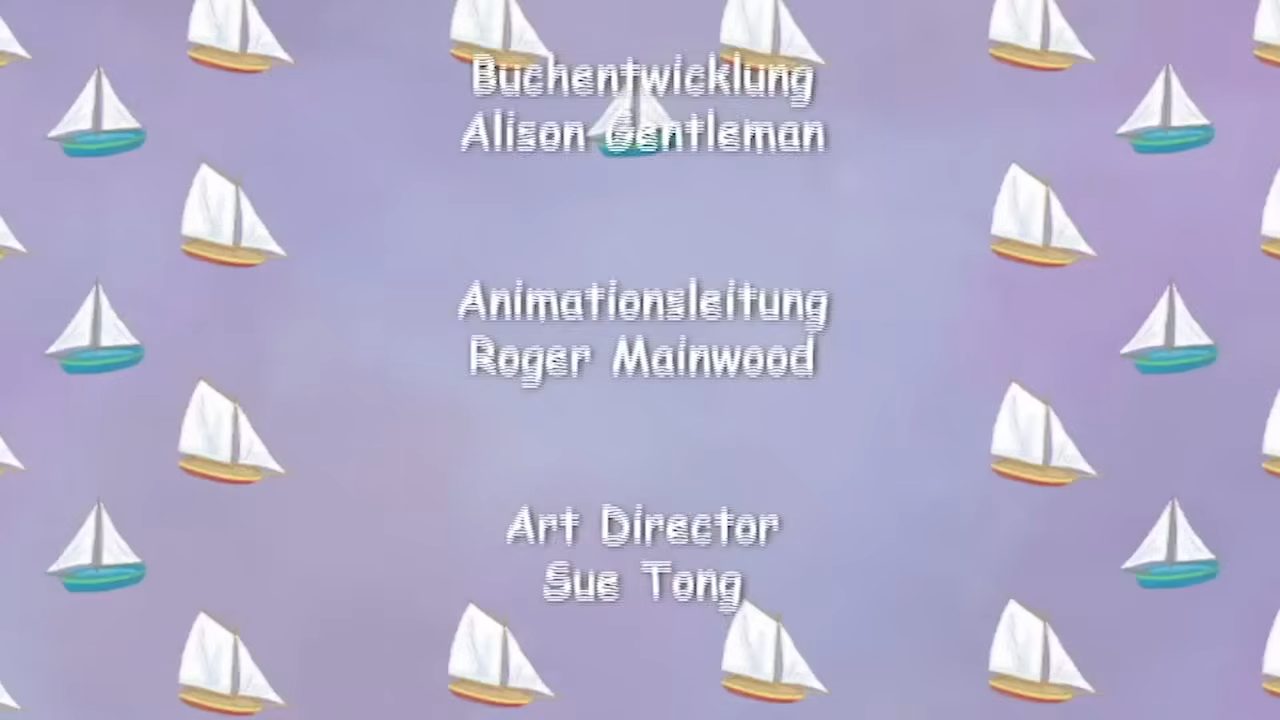 Buchentwicklung
Alison Gentleman
Animationsleitung
Roger Mainwood
Art Director
Sue Tong